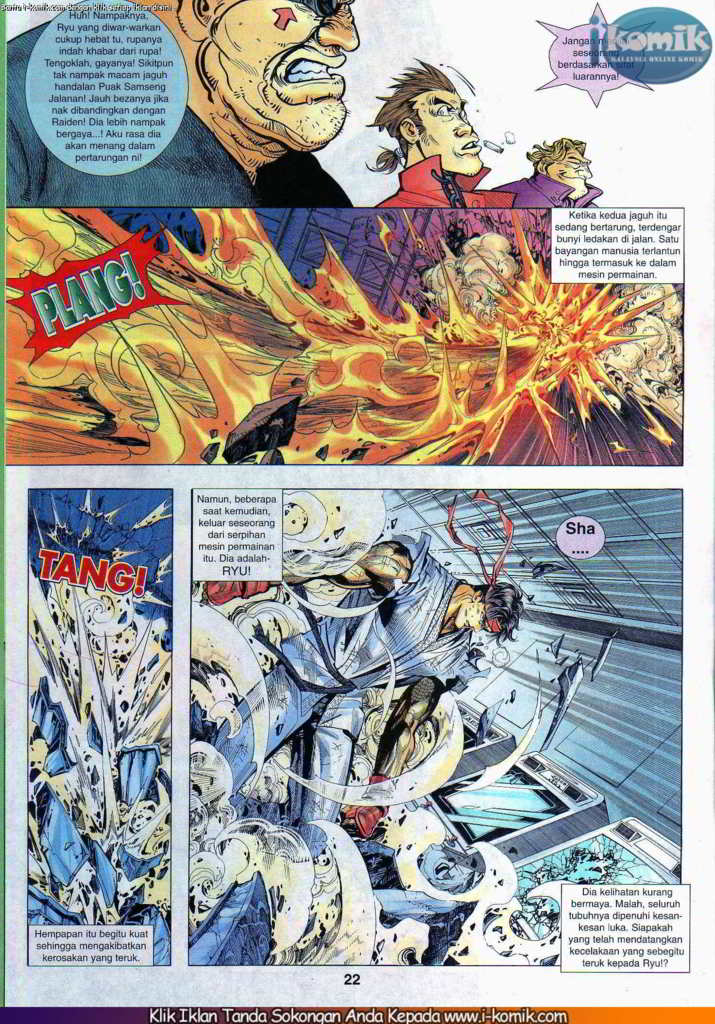 Huh! Nampaknya,
Ryu yang diwar-warkan
cukup hebat tu, rupanya
indah khabar dari rupa!
Tengoklah, gayanya! Sikitpun
tak nampak macam jaguh
handalan Puak Samseng
Jalanan! Jauh bezanya jika
nak dibandingkan dengan
Raiden! Dia lebih nampak
bergaya...! Aku rasa dia
akan menang dalam
pertarungan ni!
Jangan
seseorang
berdasarkan
luarannya!
ikomik
MALAYSIA ONLINE KOMIK
Ketika kedua jaguh itu
sedang bertarung, terdengar
bunyi ledakan di jalan. Satu
bayangan manusia terlantun
hingga termasuk ke dalam
mesin permainan.
PLANG!
TANG!
Namun, beberapa
saat kemudian,
keluar seseorang
dari serpihan
mesin permainan
itu. Dia adalah-
RYU!
Sha
....
Hempapan itu begitu kuat
sehingga mengakibatkan
kerosakan yang teruk.
Dia kelihatan kurang
bermaya. Malah, seluruh
tubuhnya dipenuhi kesan-
kesan luka. Siapakah
yang telah mendatangkan
kecelakaan yang sebegitu
teruk kepada Ryu!?
22
Klik Iklan Tanda Sokongan Anda Kepada www.i-komik.com